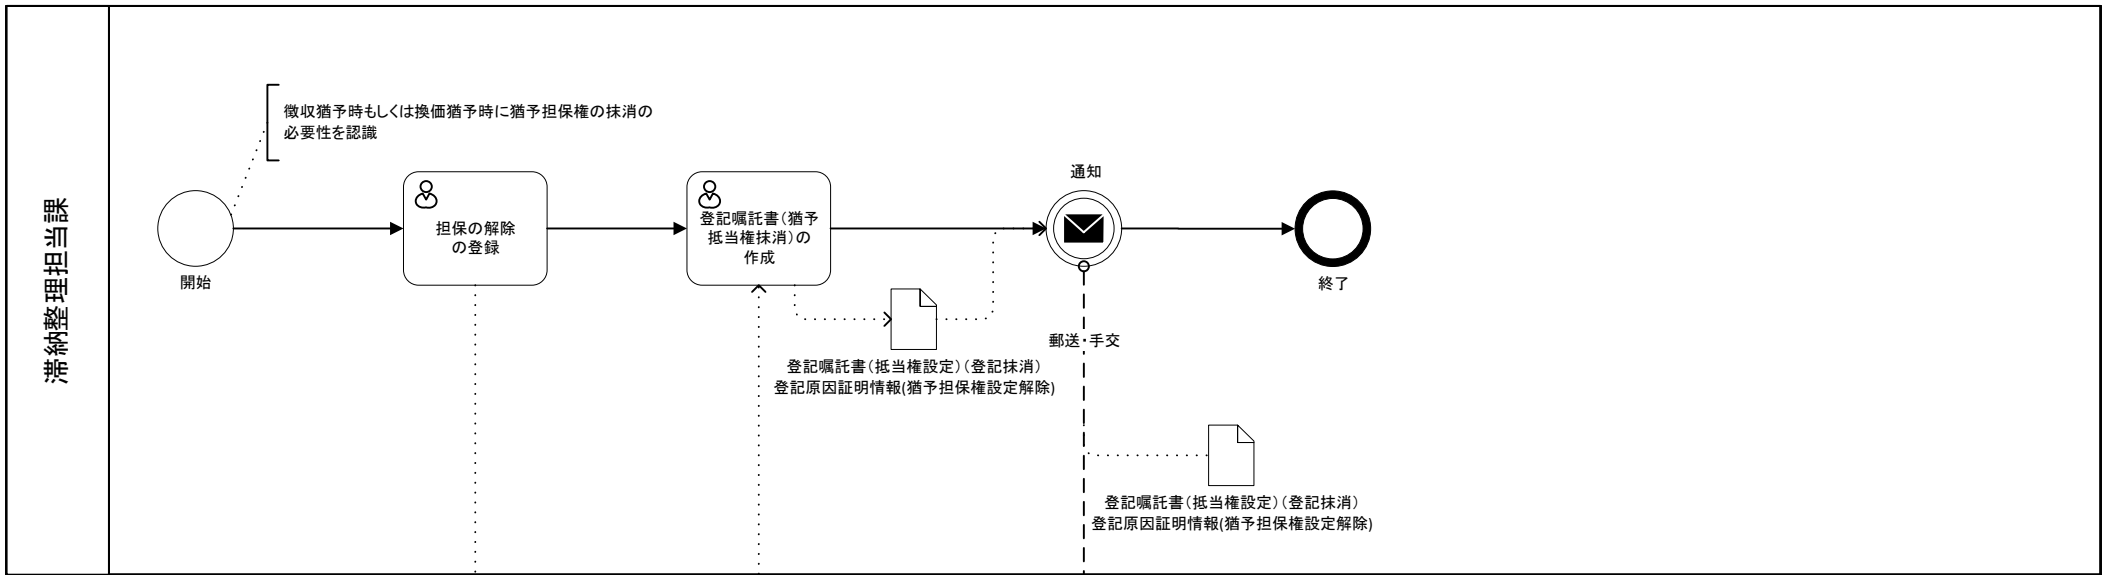 滞納整理担当課
徴収猶予時もしくは換価猶予時に猶予担保権の抹消の
必要性を認識
開始
担保の解除
の登録
登記嘱託書（猶予
抵当権抹消）の
作成
通知
終了
郵送・手交
登記嘱託書（抵当権設定）（登記抹消）
登記原因証明情報(猶予担保権設定解除)
登記嘱託書（抵当権設定）（登記抹消）
登記原因証明情報(猶予担保権設定解除)